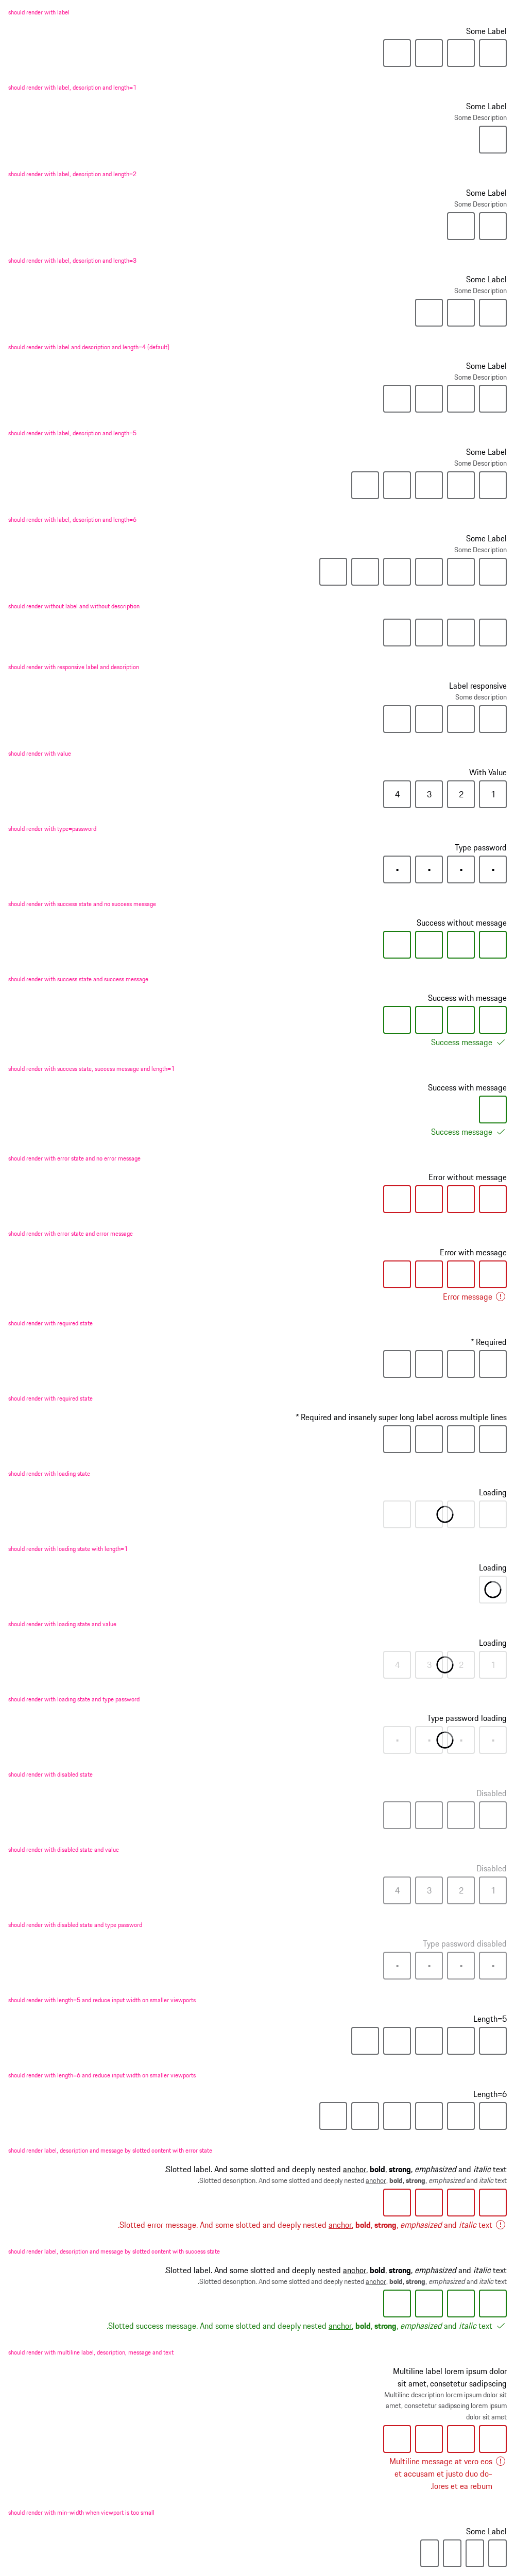 should render with label
Some Label
should render with label, description and length=1
Some Label
Some Description
should render with label, description and length=2
Some Label
Some Description
should render with label, description and length=3
Some Label
Some Description
should render with label and description and length=4 (default)
Some Label
Some Description
should render with label, description and length=5
Some Label
Some Description
should render with label, description and length=6
Some Label
Some Description
should render without label and without description
should render with responsive label and description
Label responsive
Some description
should render with value
With Value
4 3 2 1
should render with type=password
Type password
should render with success state and no success message
Success without message
should render with success state and success message
Success with message
Success message
should render with success state, success message and length=1
Success with message
Success message
should render with error state and no error message
Error without message
should render with error state and error message
Error with message
Error message
should render with required state
* Required
should render with required state
* Required and insanely super long label across multiple lines
should render with loading state
Loading
should render with loading state with length=1
Loading
should render with loading state and value
Loading
4 3 2 1
should render with loading state and type password
Type password loading
should render with disabled state
Disabled
should render with disabled state and value
Disabled
4 3 2 1
should render with disabled state and type password
Type password disabled
should render with length=5 and reduce input width on smaller viewports
Length=5
should render with length=6 and reduce input width on smaller viewports
Length=6
should render label, description and message by slotted content with error state
.Slotted label. And some slotted and deeply nested anchor, bold, strong, emphasized and italic text
.Slotted description. And some slotted and deeply nested anchor, bold, strong, emphasized and italic text
.Slotted error message. And some slotted and deeply nested anchor, bold, strong, emphasized and italic text
should render label, description and message by slotted content with success state
.Slotted label. And some slotted and deeply nested anchor, bold, strong, emphasized and italic text
.Slotted description. And some slotted and deeply nested anchor, bold, strong, emphasized and italic text
.Slotted success message. And some slotted and deeply nested anchor, bold, strong, emphasized and italic text
should render with multiline label, description, message and text
Multiline label lorem ipsum dolor
sit amet, consetetur sadipscing
Multiline description lorem ipsum dolor sit
amet, consetetur sadipscing lorem ipsum
dolor sit amet
Multiline message at vero eos
et accusam et justo duo do-
.lores et ea rebum
should render with min-width when viewport is too small
Some Label